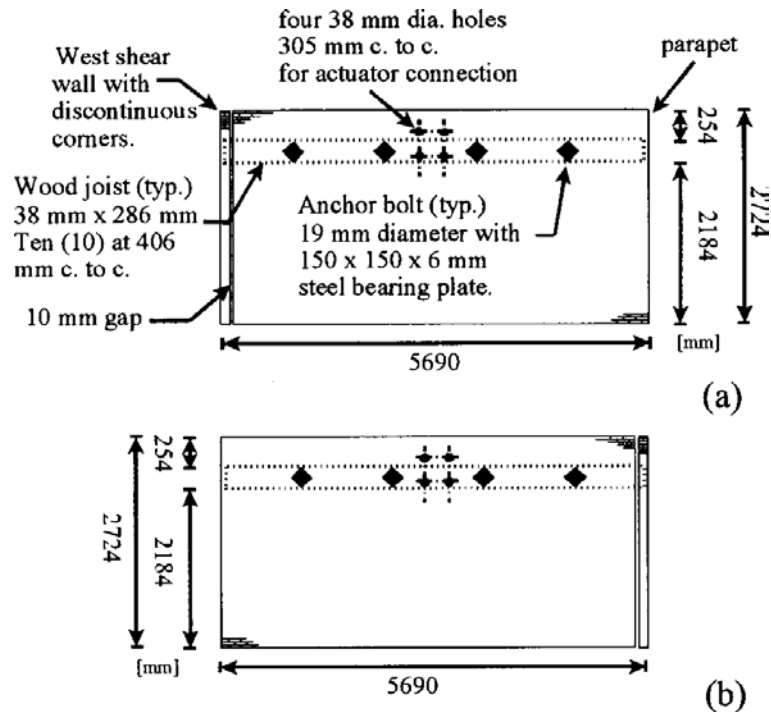 four 38 mm dia. holes
305 mm c. to c.
for actuator connection
parapet
West shear
wall with
discontinuous
corners.
254
Wood joist (typ.)
38 mm x 286 mm
Ten (10) at 406
mm c. to c.
Anchor bolt (typ.)
19 mm diameter with
150 x 150 x 6 mm
steel bearing plate.
2184
2724
10 mm gap
[mm]
5690
(a)
254
2724
2184
[mm]
5690
(b)